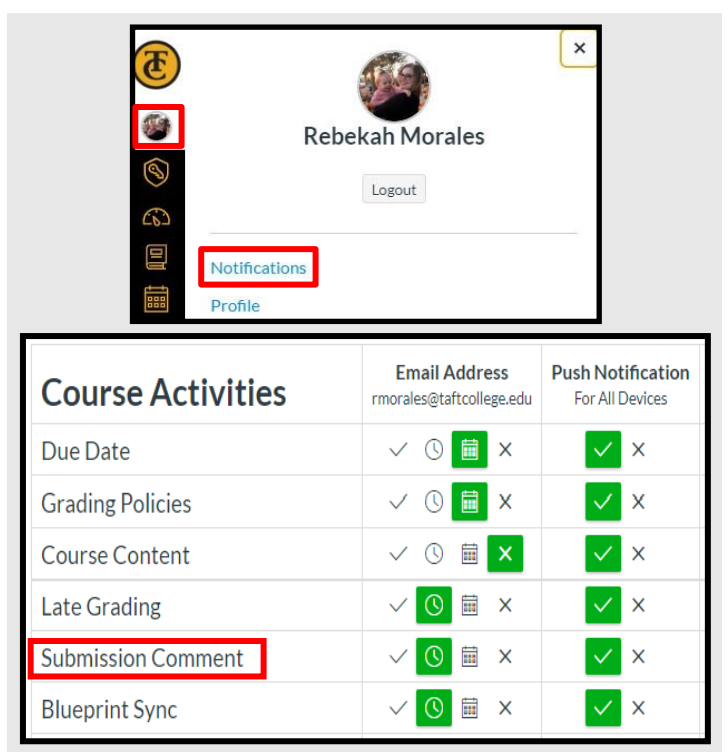 TC
×
Rebekah Morales
Logout
Notifications
Profile
Course Activities
Email Address
rmorales@taftcollege.edu
Push Notification
For All Devices
Due Date
Grading Policies
Course Content
Late Grading
Submission Comment
Blueprint Sync